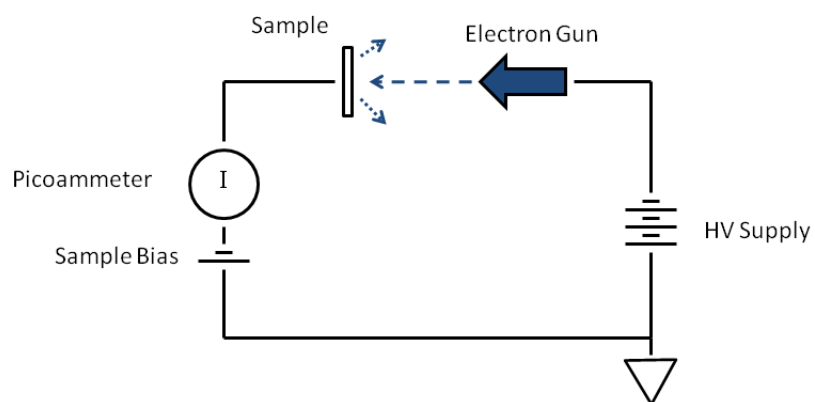 Sample
Electron Gun
Picoammeter
I
Sample Bias
HV Supply